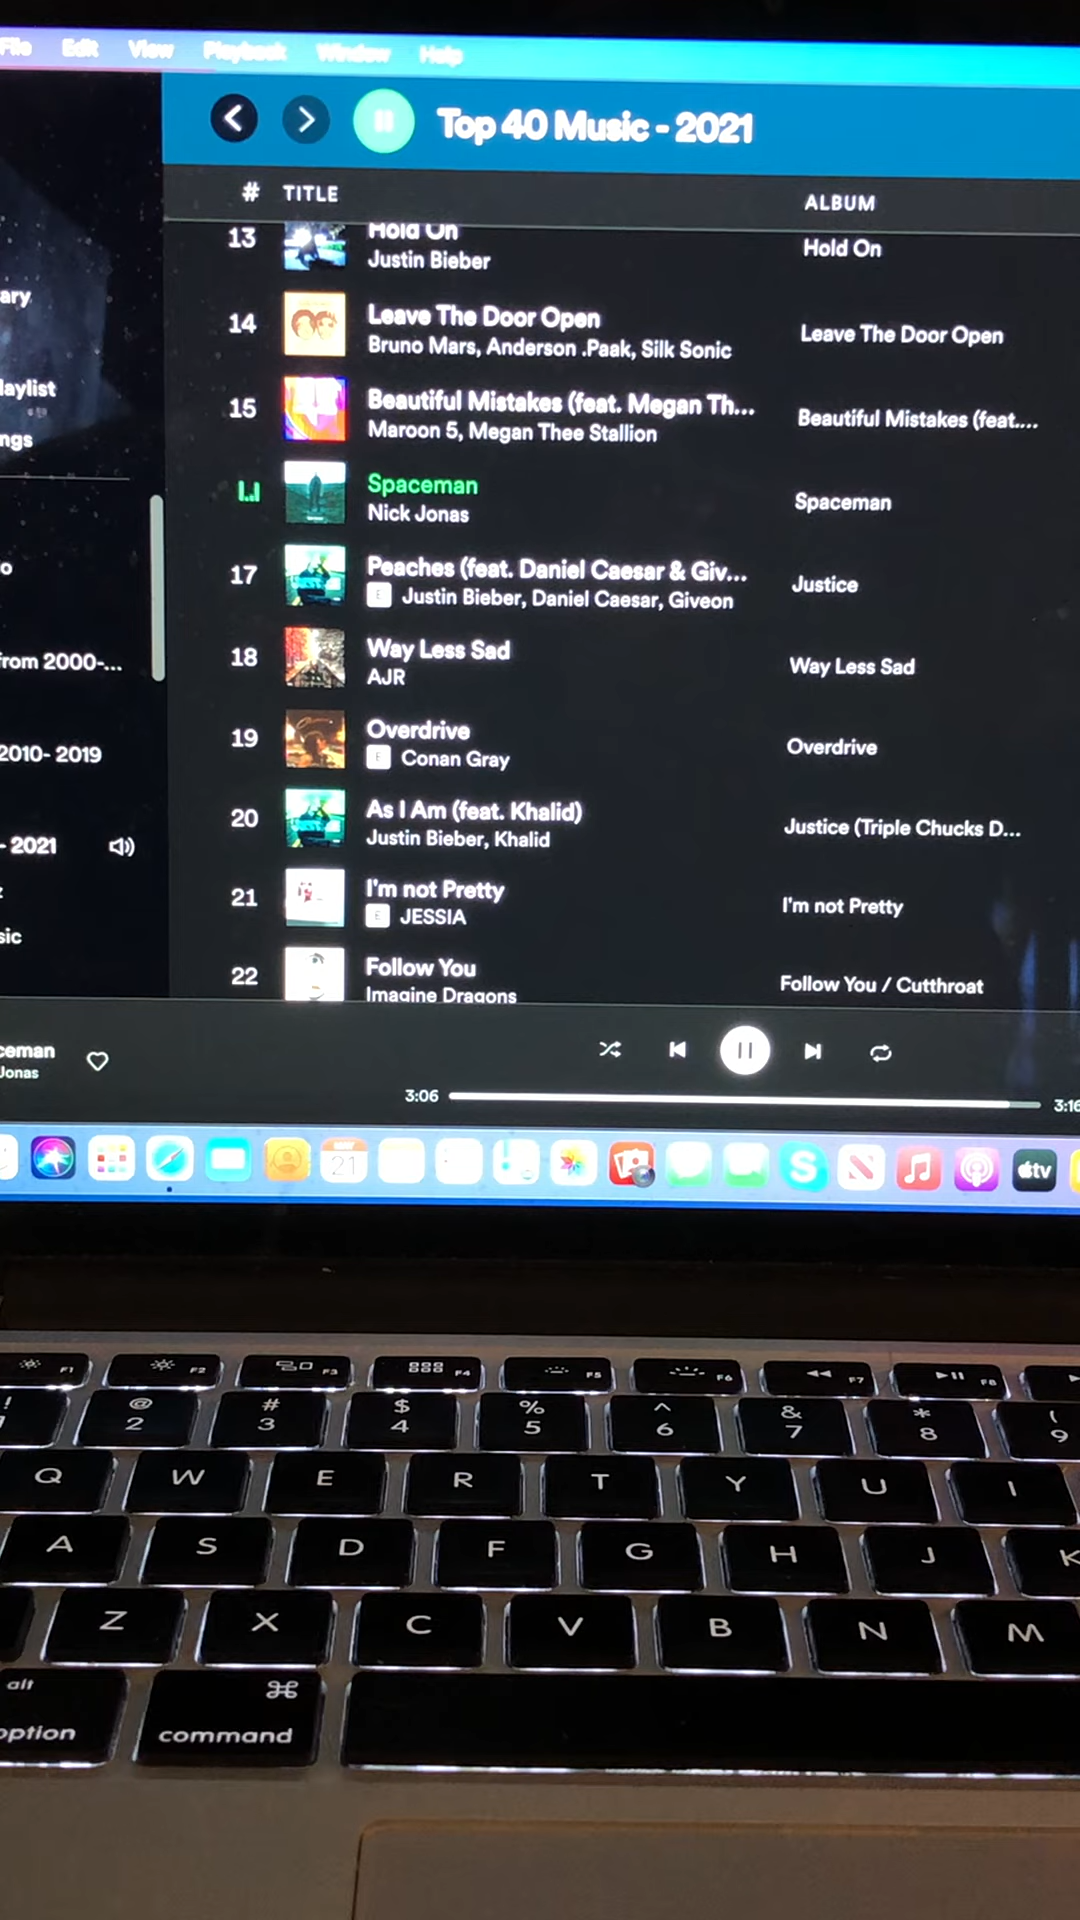 File Edit View Playback Window Help
Top 40 Music - 2021
# TITLE ALBUM
13 Hold On Hold On
Justin Bieber
ary
14 Leave The Door Open Leave The Door Open
Bruno Mars, Anderson .Paak, Silk Sonic
laylist
15 Beautiful Mistakes (feat. Megan Th... Beautiful Mistakes (feat....
Maroon 5, Megan Thee Stallion
ngs
Spaceman Spaceman
Nick Jonas
17 Peaches (feat. Daniel Caesar & Giv... Justice
E Justin Bieber, Daniel Caesar, Giveon
o
18 Way Less Sad Way Less Sad
AJR
from 2000-...
19 Overdrive Overdrive
E Conan Gray
2010- 2019
20 As I Am (feat. Khalid) Justice (Triple Chucks D...
Justin Bieber, Khalid
- 2021
21 I'm not Pretty I'm not Pretty
E JESSIA
sic
22 Follow You Follow You / Cutthroat
Imagine Dragons
ceman
Jonas
3:06 3:16
21 S tv
F1 F2 F3 F4 F5 F6 F7 F8
! @ # $ % ^ & * (
2 3 4 5 6 7 8 9
Q W E R T Y U I
A S D F G H J K
Z X C V B N M
alt ⌘
option command